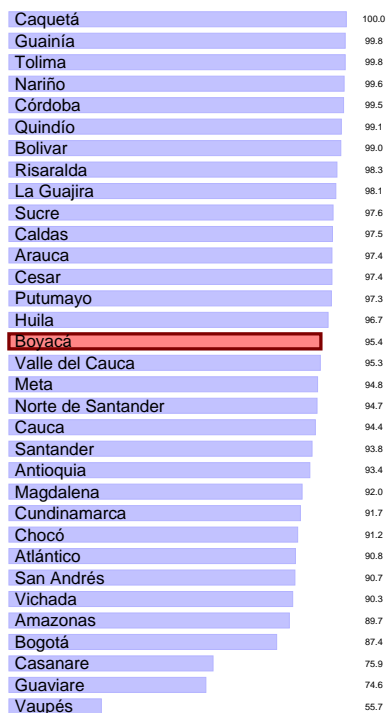 Caquetá 100.0
Guainía 99.8
Tolima 99.8
Nariño 99.6
Córdoba 99.5
Quindío 99.1
Bolivar 99.0
Risaralda 98.3
La Guajira 98.1
Sucre 97.6
Caldas 97.5
Arauca 97.4
Cesar 97.4
Putumayo 97.3
Huila 96.7
Boyacá 95.4
Valle del Cauca 95.3
Meta 94.8
Norte de Santander 94.7
Cauca 94.4
Santander 93.8
Antioquia 93.4
Magdalena 92.0
Cundinamarca 91.7
Chocó 91.2
Atlántico 90.8
San Andrés 90.7
Vichada 90.3
Amazonas 89.7
Bogotá 87.4
Casanare 75.9
Guaviare 74.6
Vaupés 55.7